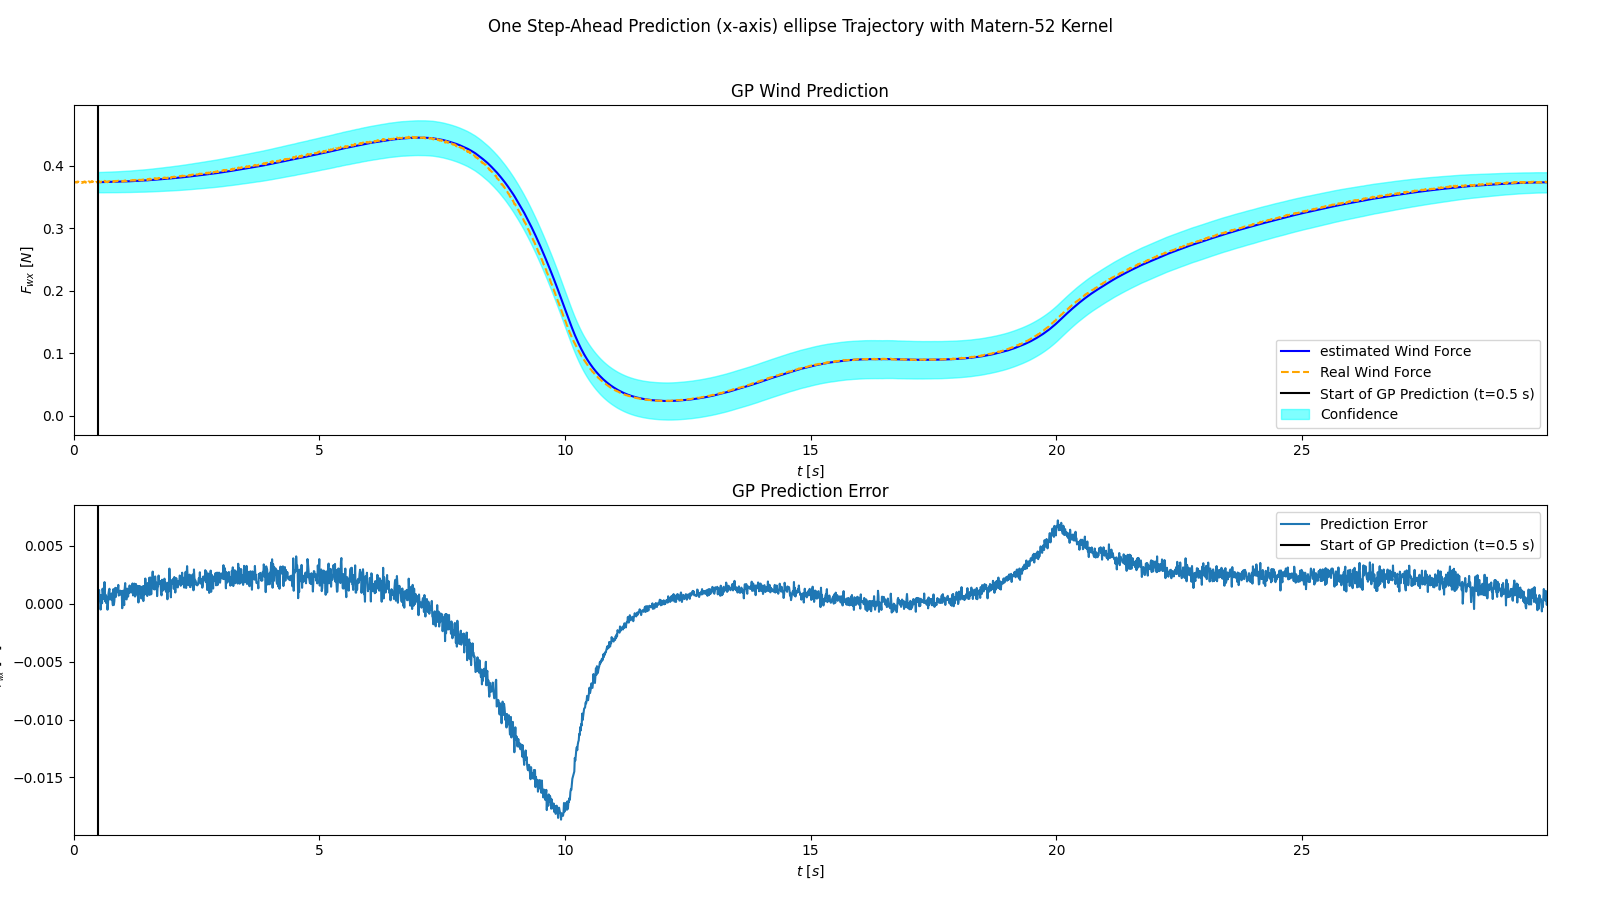 One Step-Ahead Prediction (x-axis) ellipse Trajectory with Matern-52 Kernel
GP Wind Prediction
0.4
0.3
0.2
0.1
0.0
F_wx [N]
estimated Wind Force
Real Wind Force
Start of GP Prediction (t=0.5 s)
Confidence
0 5 10 15 20 25
t [s]
GP Prediction Error
0.005
0.000
−0.005
−0.010
−0.015
Prediction Error
Start of GP Prediction (t=0.5 s)
0 5 10 15 20 25
t [s]